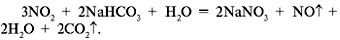 3NO₂ + 2NaHCO₃ + H₂O = 2NaNO₃ + NO↑ +
2H₂O + 2CO₂↑.